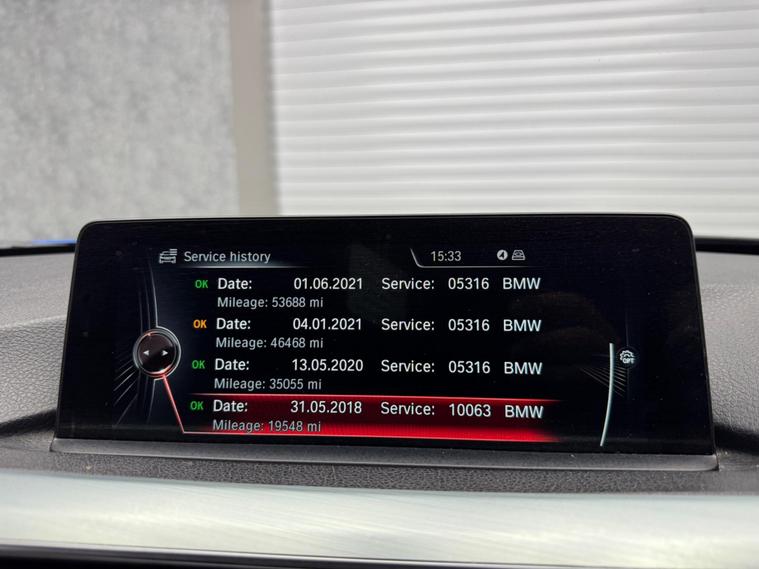 Service history
15:33
OK Date: 01.06.2021 Service: 05316 BMW
Mileage: 53688 mi
OK Date: 04.01.2021 Service: 05316 BMW
Mileage: 46468 mi
OK Date: 13.05.2020 Service: 05316 BMW
Mileage: 35055 mi
OK Date: 31.05.2018 Service: 10063 BMW
Mileage: 19548 mi
OPT